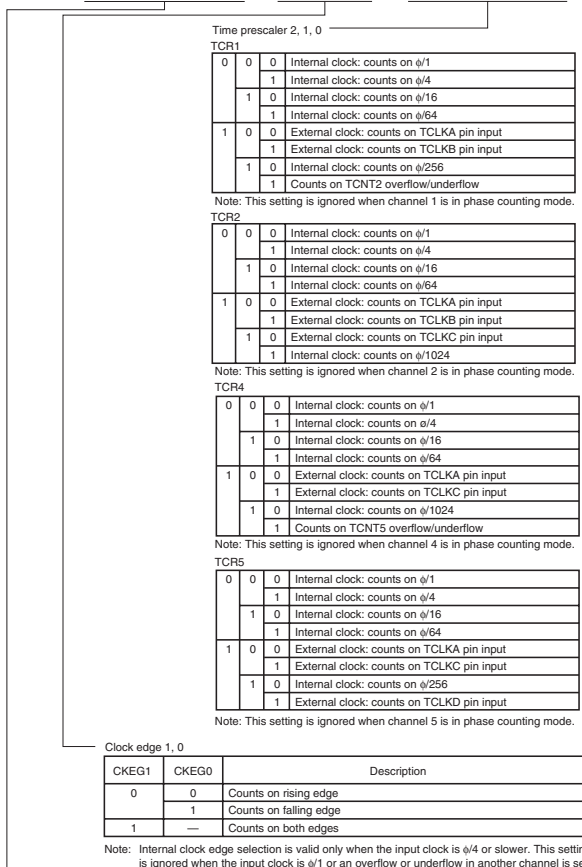 Time prescaler 2, 1, 0
TCR1
0 0 0 Internal clock: counts on ϕ/1
1 Internal clock: counts on ϕ/4
1 0 Internal clock: counts on ϕ/16
1 Internal clock: counts on ϕ/64
1 0 0 External clock: counts on TCLKA pin input
1 External clock: counts on TCLKB pin input
1 0 Internal clock: counts on ϕ/256
1 Counts on TCNT2 overflow/underflow
Note: This setting is ignored when channel 1 is in phase counting mode.
TCR2
0 0 0 Internal clock: counts on ϕ/1
1 Internal clock: counts on ϕ/4
1 0 Internal clock: counts on ϕ/16
1 Internal clock: counts on ϕ/64
1 0 0 External clock: counts on TCLKA pin input
1 External clock: counts on TCLKB pin input
1 0 External clock: counts on TCLKC pin input
1 Internal clock: counts on ϕ/1024
Note: This setting is ignored when channel 2 is in phase counting mode.
TCR4
0 0 0 Internal clock: counts on ϕ/1
1 Internal clock: counts on ø/4
1 0 Internal clock: counts on ϕ/16
1 Internal clock: counts on ϕ/64
1 0 0 External clock: counts on TCLKA pin input
1 External clock: counts on TCLKC pin input
1 0 Internal clock: counts on ϕ/1024
1 Counts on TCNT5 overflow/underflow
Note: This setting is ignored when channel 4 is in phase counting mode.
TCR5
0 0 0 Internal clock: counts on ϕ/1
1 Internal clock: counts on ϕ/4
1 0 Internal clock: counts on ϕ/16
1 Internal clock: counts on ϕ/64
1 0 0 External clock: counts on TCLKA pin input
1 External clock: counts on TCLKC pin input
1 0 Internal clock: counts on ϕ/256
1 External clock: counts on TCLKD pin input
Note: This setting is ignored when channel 5 is in phase counting mode.
Clock edge 1, 0
CKEG1 CKEG0 Description
0 0 Counts on rising edge
1 Counts on falling edge
1 — Counts on both edges
Note: Internal clock edge selection is valid only when the input clock is ϕ/4 or slower. This settin
is ignored when the input clock is ϕ/1 or an overflow or underflow in another channel is se